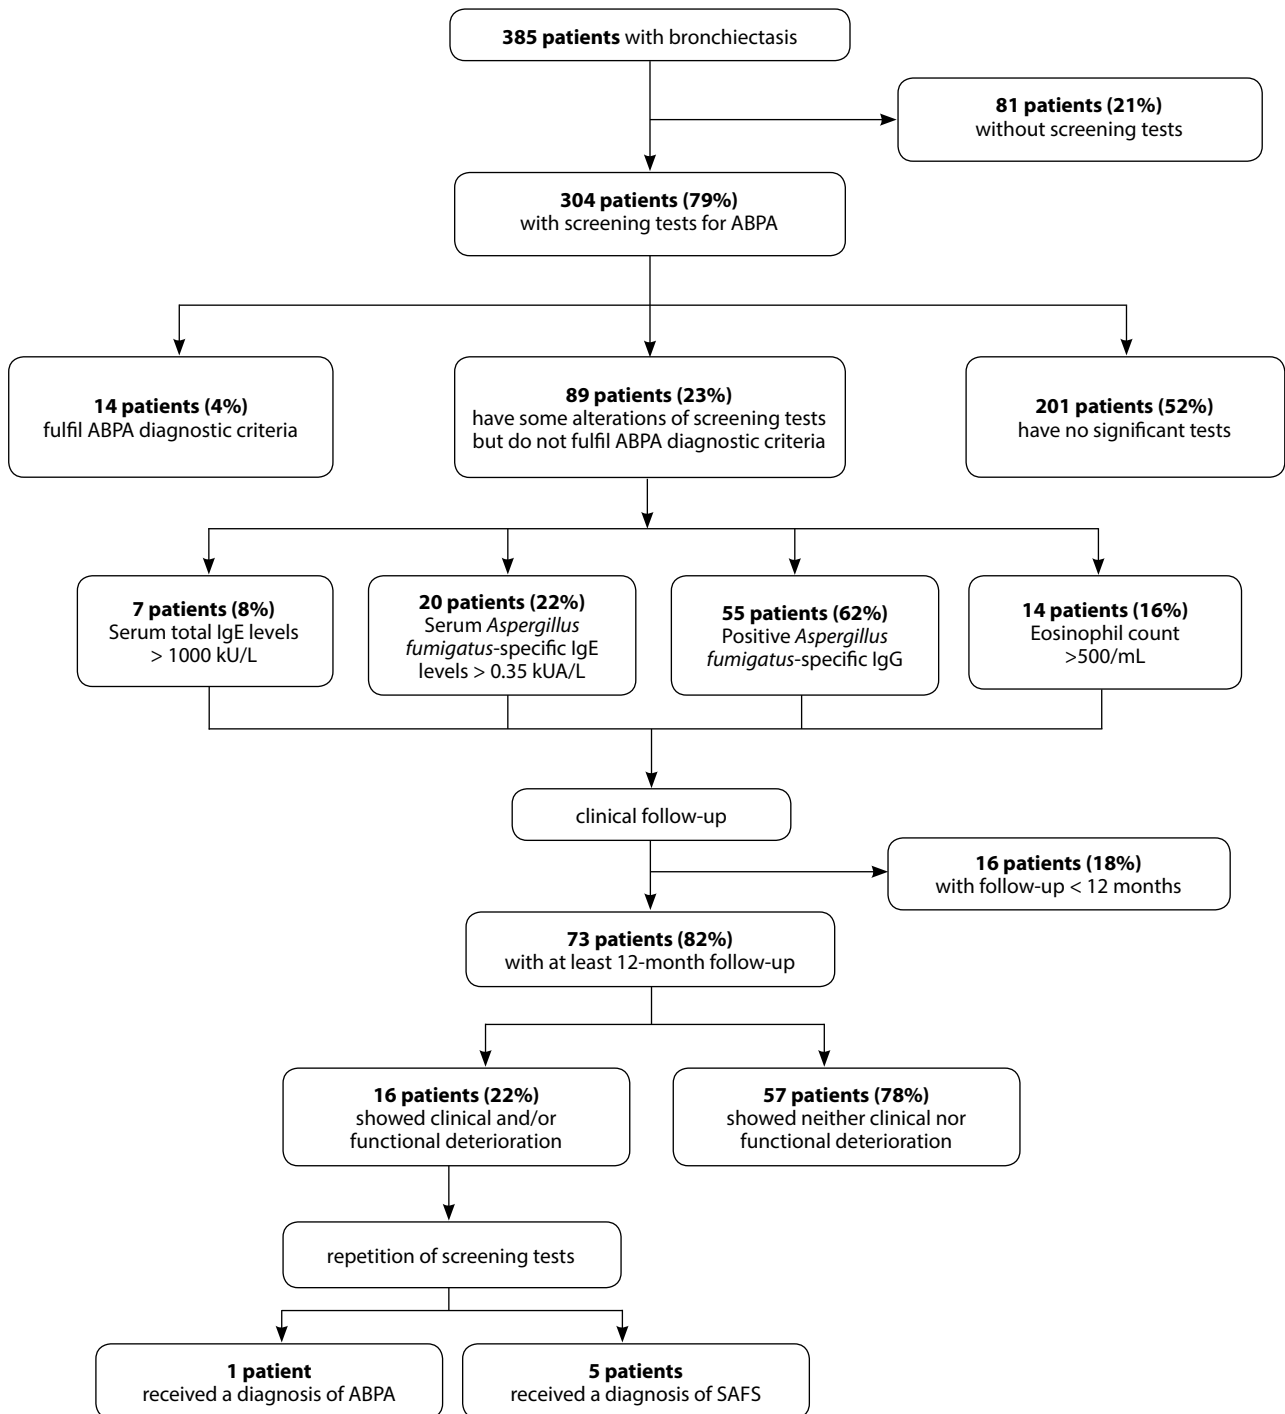 385 patients with bronchiectasis
81 patients (21%)
without screening tests
304 patients (79%)
with screening tests for ABPA
14 patients (4%)
fulfil ABPA diagnostic criteria
89 patients (23%)
have some alterations of screening tests
but do not fulfil ABPA diagnostic criteria
201 patients (52%)
have no significant tests
7 patients (8%)
Serum total IgE levels
> 1000 kU/L
20 patients (22%)
Serum Aspergillus
fumigatus-specific IgE
levels > 0.35 kUA/L
55 patients (62%)
Positive Aspergillus
fumigatus-specific IgG
14 patients (16%)
Eosinophil count
>500/mL
clinical follow-up
16 patients (18%)
with follow-up < 12 months
73 patients (82%)
with at least 12-month follow-up
16 patients (22%)
showed clinical and/or
functional deterioration
57 patients (78%)
showed neither clinical nor
functional deterioration
repetition of screening tests
1 patient
received a diagnosis of ABPA
5 patients
received a diagnosis of SAFS